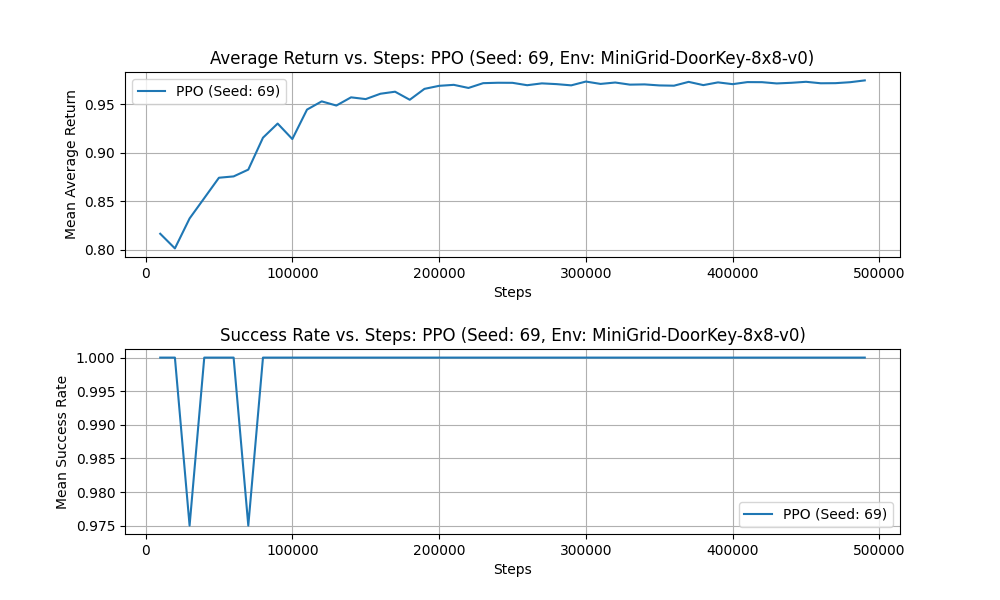 Average Return vs. Steps: PPO (Seed: 69, Env: MiniGrid-DoorKey-8x8-v0)
PPO (Seed: 69)
Mean Average Return
0.95
0.90
0.85
0.80
0 100000 200000 300000 400000 500000
Steps
Success Rate vs. Steps: PPO (Seed: 69, Env: MiniGrid-DoorKey-8x8-v0)
Mean Success Rate
1.000
0.995
0.990
0.985
0.980
0.975
PPO (Seed: 69)
0 100000 200000 300000 400000 500000
Steps